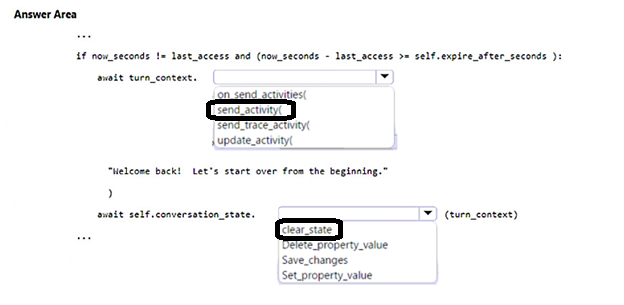 Answer Area
...
if now_seconds != last_access and (now_seconds - last_access >= self.expire_after_seconds ):
await turn_context.
on_send_activities(
send_activity(
send_trace_activity(
update_activity(
"Welcome back!  Let's start over from the beginning."
)
await self.conversation_state. (turn_context)
...
clear_state
Delete_property_value
Save_changes
Set_property_value